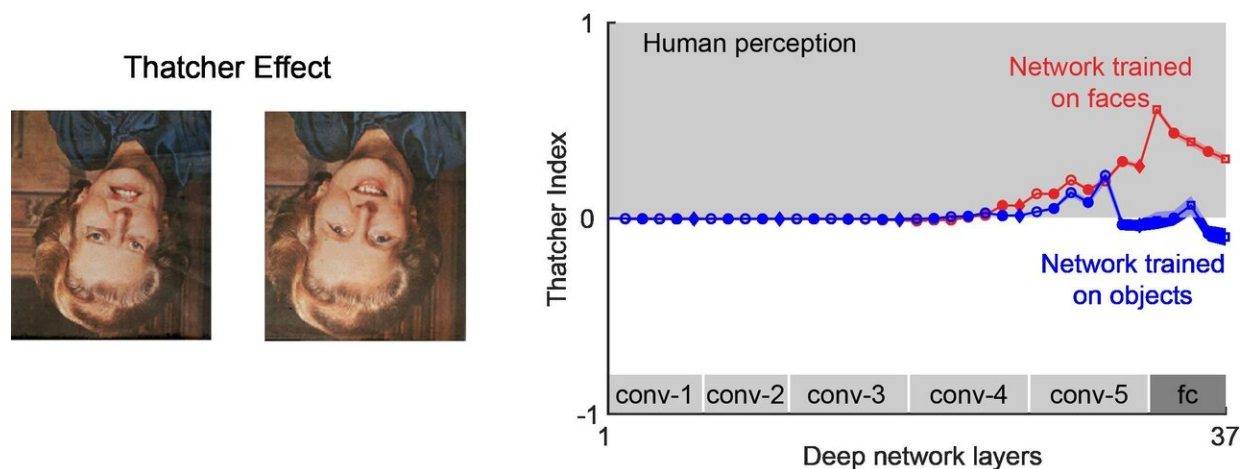 Thatcher Effect
1
Human perception
Network trained
on faces
Thatcher Index
0
Network trained
on objects
conv-1
conv-2
conv-3
conv-4
conv-5
fc
-1
1
37
Deep network layers